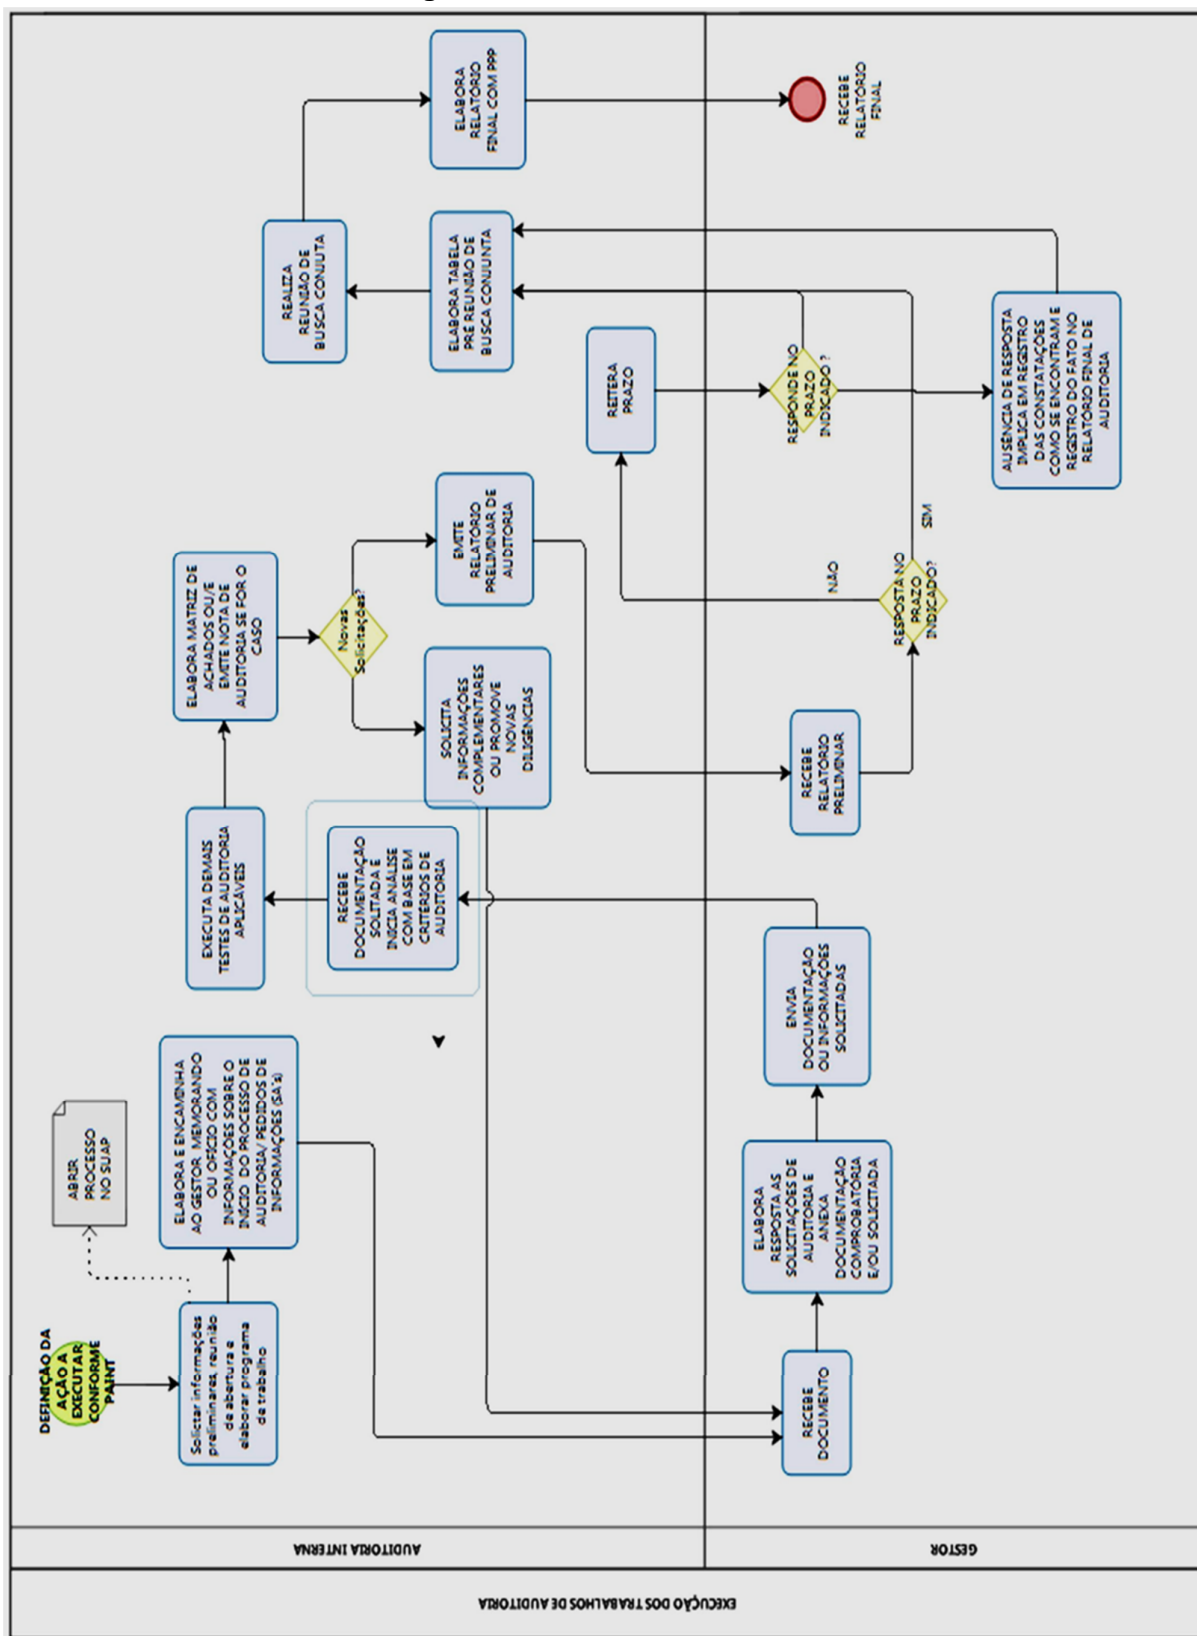 EXECUÇÃO DOS TRABALHOS DE AUDITORIA
AUDITORIA INTERNA
GESTOR
DEFINIÇÃO DA
AÇÃO A
EXECUTAR
CONFORME
PAINT
Solictar informações
preliminares, reunião
de abertura e
elaborar programa
de trabalho
ABRIR
PROCESSO
NO SUAP
ELABORA E ENCAMINHA
AO GESTOR MEMORANDO
OU OFÍCIO COM
INFORMAÇÕES SOBRE O
INÍCIO DO PROCESSO DE
AUDITORIA/ PEDIDOS DE
INFORMAÇÕES (SA's)
RECEBE
DOCUMENTO
ELABORA
RESPOSTA AS
SOLICITAÇÕES DE
AUDITORIA E
ANEXA
DOCUMENTAÇÃO
COMPROBATÓRIA
E/OU SOLICITADA
ENVIA
DOCUMENTAÇÃO
OU INFORMAÇÕES
SOLICITADAS
RECEBE
DOCUMENTAÇÃO
SOLITADA E
INICIA ANÁLISE
COM BASE EM
CRITÉRIOS DE
AUDITORIA
EXECUTA DEMAIS
TESTES DE AUDITORIA
APLICÁVEIS
ELABORA MATRIZ DE
ACHADOS OU/E
EMITE NOTA DE
AUDITORIA SE FOR O
CASO
Novas
Solicitações?
SOLICITA
INFORMAÇÕES
COMPLEMENTARES
OU PROMOVE
NOVAS
DILIGÊNCIAS
EMITE
RELATÓRIO
PRELIMINAR DE
AUDITORIA
RECEBE
RELATÓRIO
PRELIMINAR
RESPOSTA NO
PRAZO
INDICADO?
NÃO
SIM
REITERA
PRAZO
RESPONDE NO
PRAZO
INDICADO ?
AUSÊNCIA DE RESPOSTA
IMPLICA EM REGISTRO
DAS CONSTATAÇÕES
COMO SE ENCONTRAM E
REGISTRO DO FATO NO
RELATÓRIO FINAL DE
AUDITORIA
ELABORA TABELA
PRÉ REUNIÃO DE
BUSCA CONJUNTA
REALIZA
REUNIÃO DE
BUSCA CONJUTA
ELABORA
RELATÓRIO
FINAL COM PPP
RECEBE
RELATÓRIO
FINAL